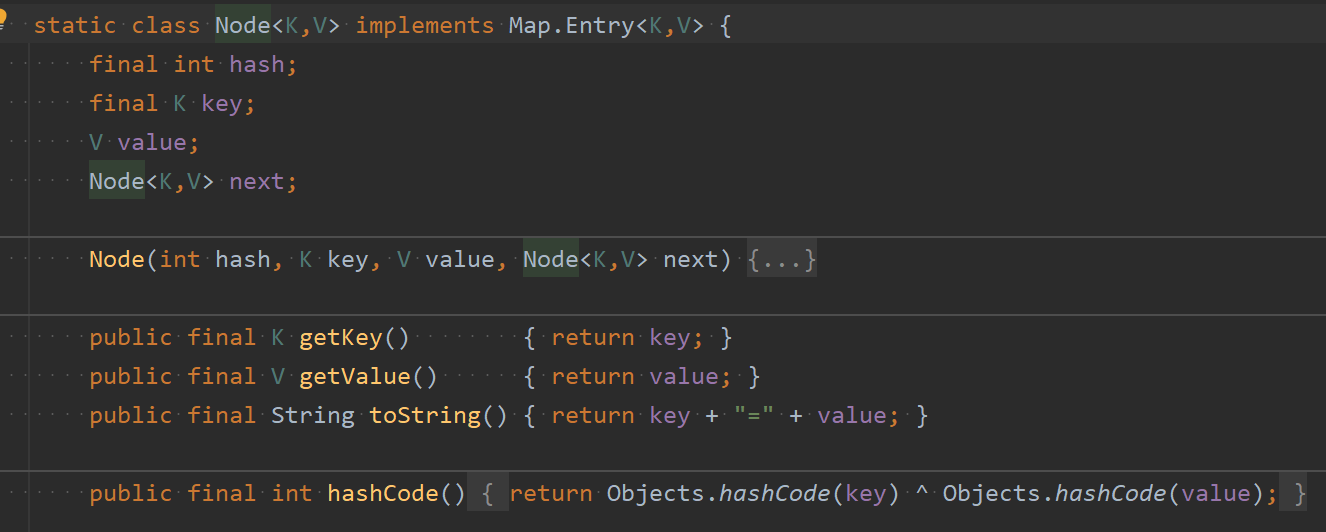 static class Node<K,V> implements Map.Entry<K,V> {
final int hash;
final K key;
V value;
Node<K,V> next;
Node(int hash, K key, V value, Node<K,V> next) {...}
public final K getKey()        { return key; }
public final V getValue()      { return value; }
public final String toString() { return key + "=" + value; }
public final int hashCode() { return Objects.hashCode(key) ^ Objects.hashCode(value); }